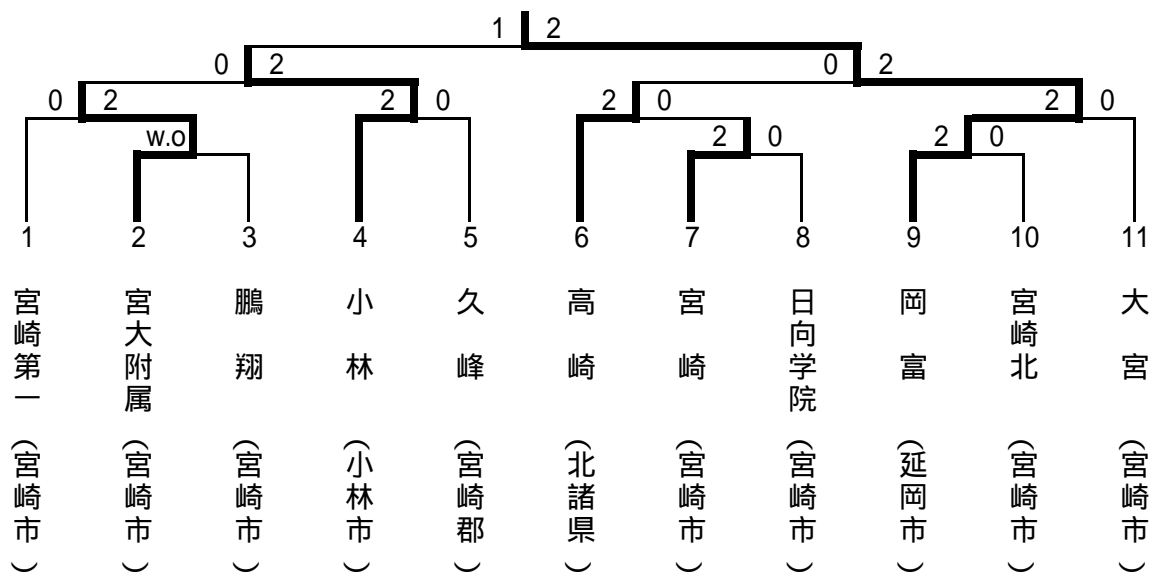 1 2
0 2 0 2
0 2 2 0 2 0 2 0
w.o 2 0 2 0
1 2 3 4 5 6 7 8 9 10 11
宮崎第一（宮崎市）
宮大附属（宮崎市）
鵬翔（宮崎市）
小林（小林市）
久峰（宮崎郡）
高崎（北諸県）
宮崎（宮崎市）
日向学院（宮崎市）
岡富（延岡市）
宮崎北（宮崎市）
大宮（宮崎市）